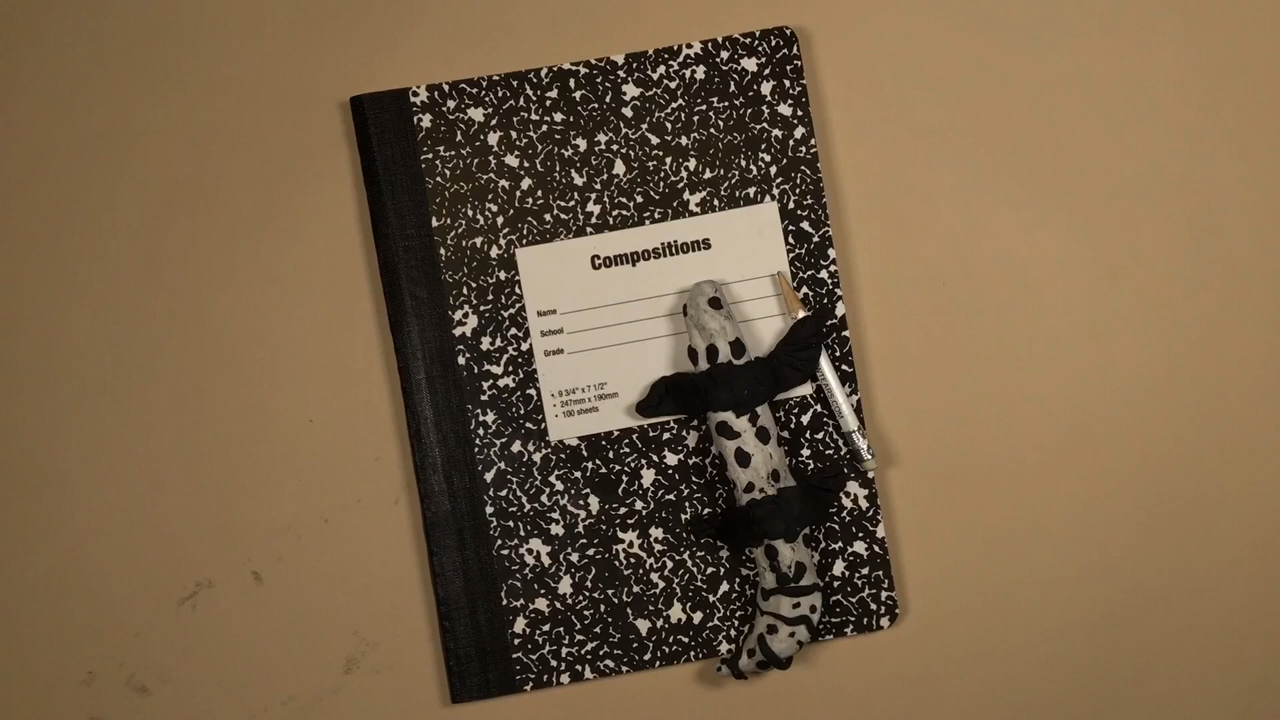 Compositions
Name
School
Grade
• 9 3/4" x 7 1/2"
• 247mm x 190mm
• 100 sheets